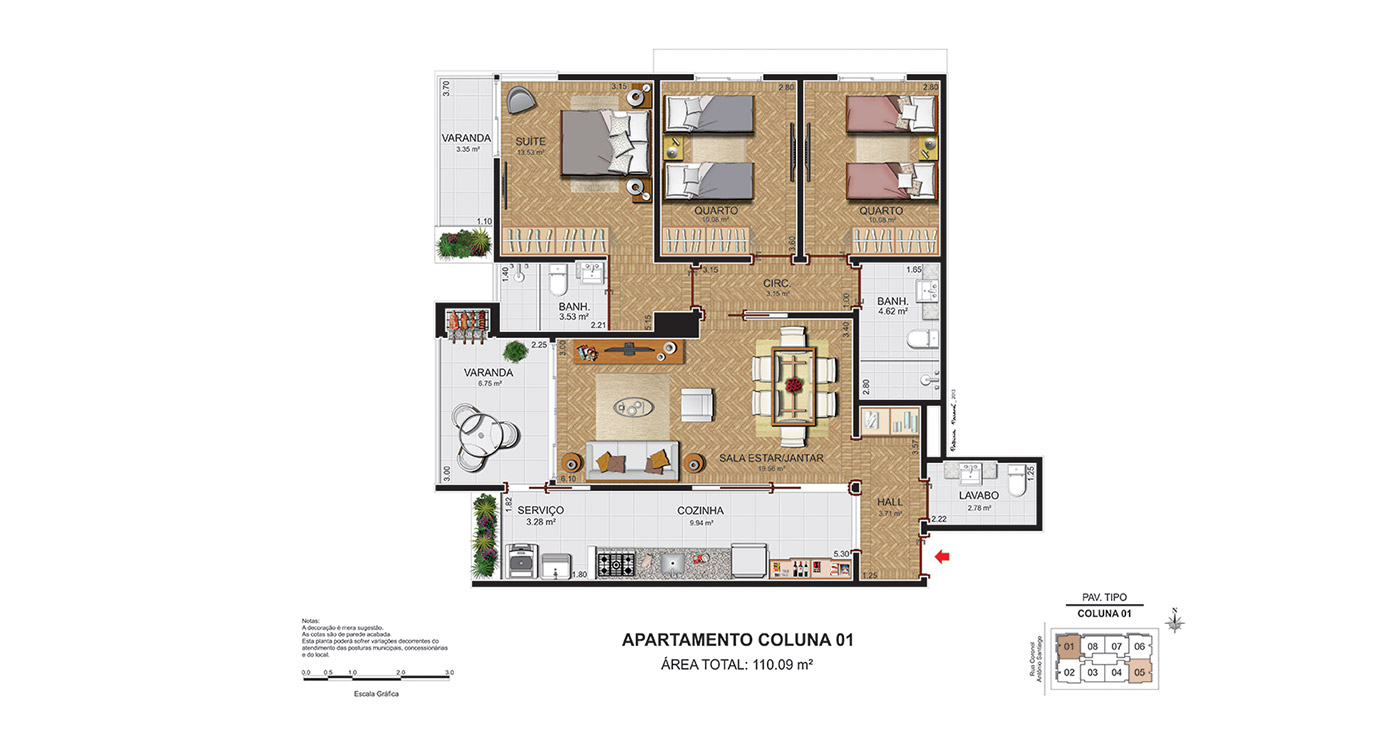 3.70
VARANDA
3.35 m²
1.10
SUÍTE
13.53 m²
3.15
2.80
QUARTO
10.08 m²
3.60
2.80
QUARTO
10.08 m²
1.40
BANH.
3.53 m²
2.21
5.15
3.15
CIRC.
3.15 m²
1.00
1.65
BANH.
4.62 m²
2.80
2.25
VARANDA
6.75 m²
3.00
3.00
3.40
SALA ESTAR/JANTAR
19.56 m²
6.10
3.57
HALL
3.71 m²
1.25
LAVABO
2.78 m²
2.22
1.25
1.82
SERVIÇO
3.28 m²
1.80
COZINHA
9.94 m²
5.30
Notas:
A decoração é mera sugestão.
As cotas são de parede acabada
Esta planta poderá sofrer variações decorrentes do
atendimento das posturas municipais, concessionárias
e do local.
0.0 0.5 1.0 2.0 3.0
Escala Gráfica
APARTAMENTO COLUNA 01
ÁREA TOTAL: 110.09 m²
PAV. TIPO
COLUNA 01
N
Rua Coronel
Antônio Santiago
01 08 07 06
02 03 04 05